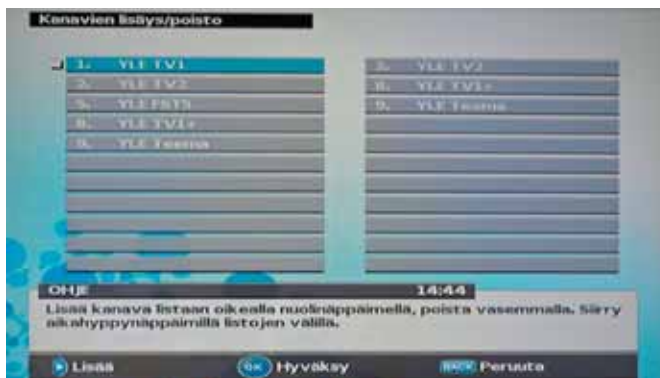 Kanavien lisäys/poisto
1. YLE TV1
2. YLE TV2
5. YLE FST5
8. YLE TV1+
9. YLE Teema
2. YLE TV2
8. YLE TV1+
9. YLE Teema
OHJE 14:44
Lisää kanava listaan oikealla nuolinäppäimellä, poista vasemmalla. Siirry
aikahyppynäppäimillä listojen välillä.
Lisää OK Hyväksy BACK Peruuta